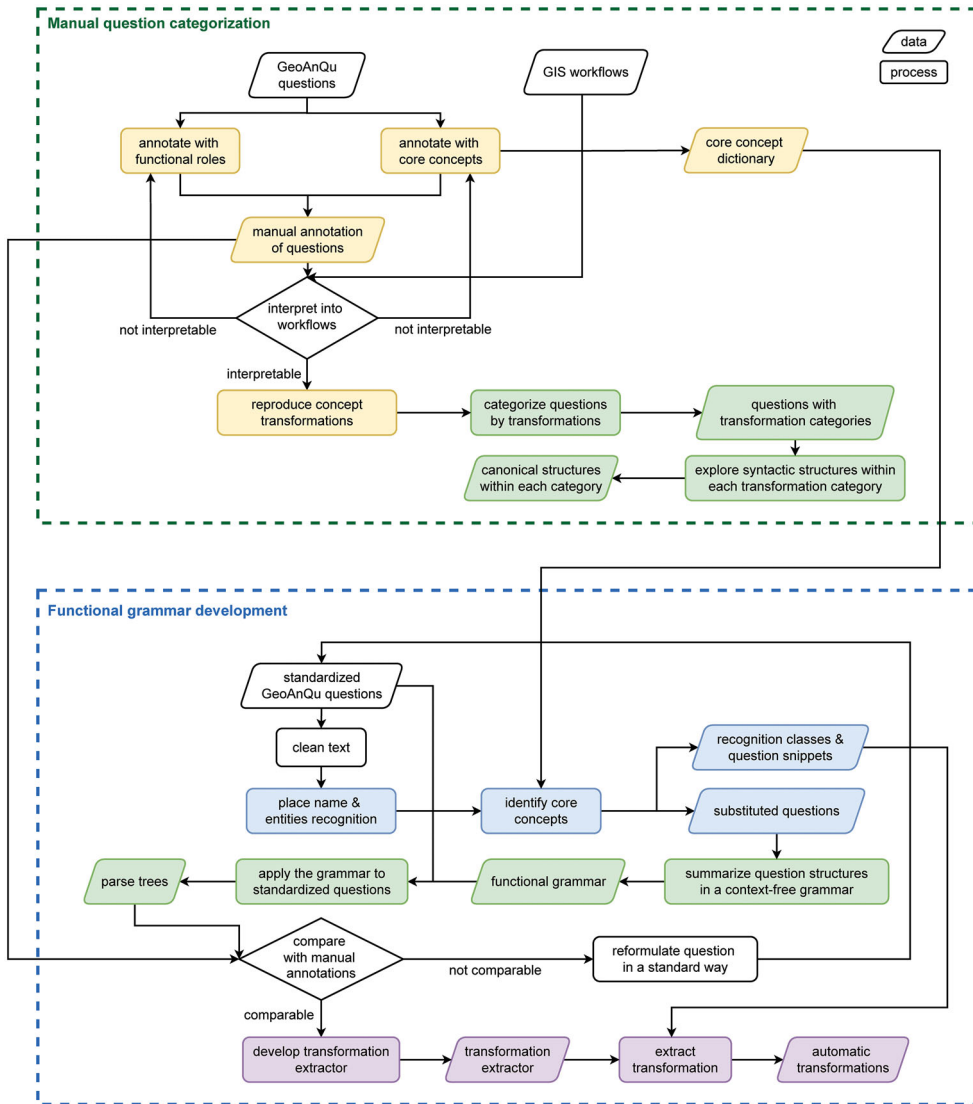 Manual question categorization
data
process
GeoAnQu
questions
GIS workflows
annotate with
functional roles
annotate with
core concepts
core concept
dictionary
manual annotation
of questions
interpret into
workflows
not interpretable
not interpretable
interpretable
reproduce concept
transformations
categorize questions
by transformations
questions with
transformation categories
canonical structures
within each category
explore syntactic structures within
each transformation category
Functional grammar development
standardized
GeoAnQu questions
clean text
recognition classes &
question snippets
place name &
entities recognition
identify core
concepts
substituted questions
parse trees
apply the grammar to
standardized questions
functional grammar
summarize question structures
in a context-free grammar
compare
with manual
annotations
not comparable
reformulate question
in a standard way
comparable
develop transformation
extractor
transformation
extractor
extract
transformation
automatic
transformations